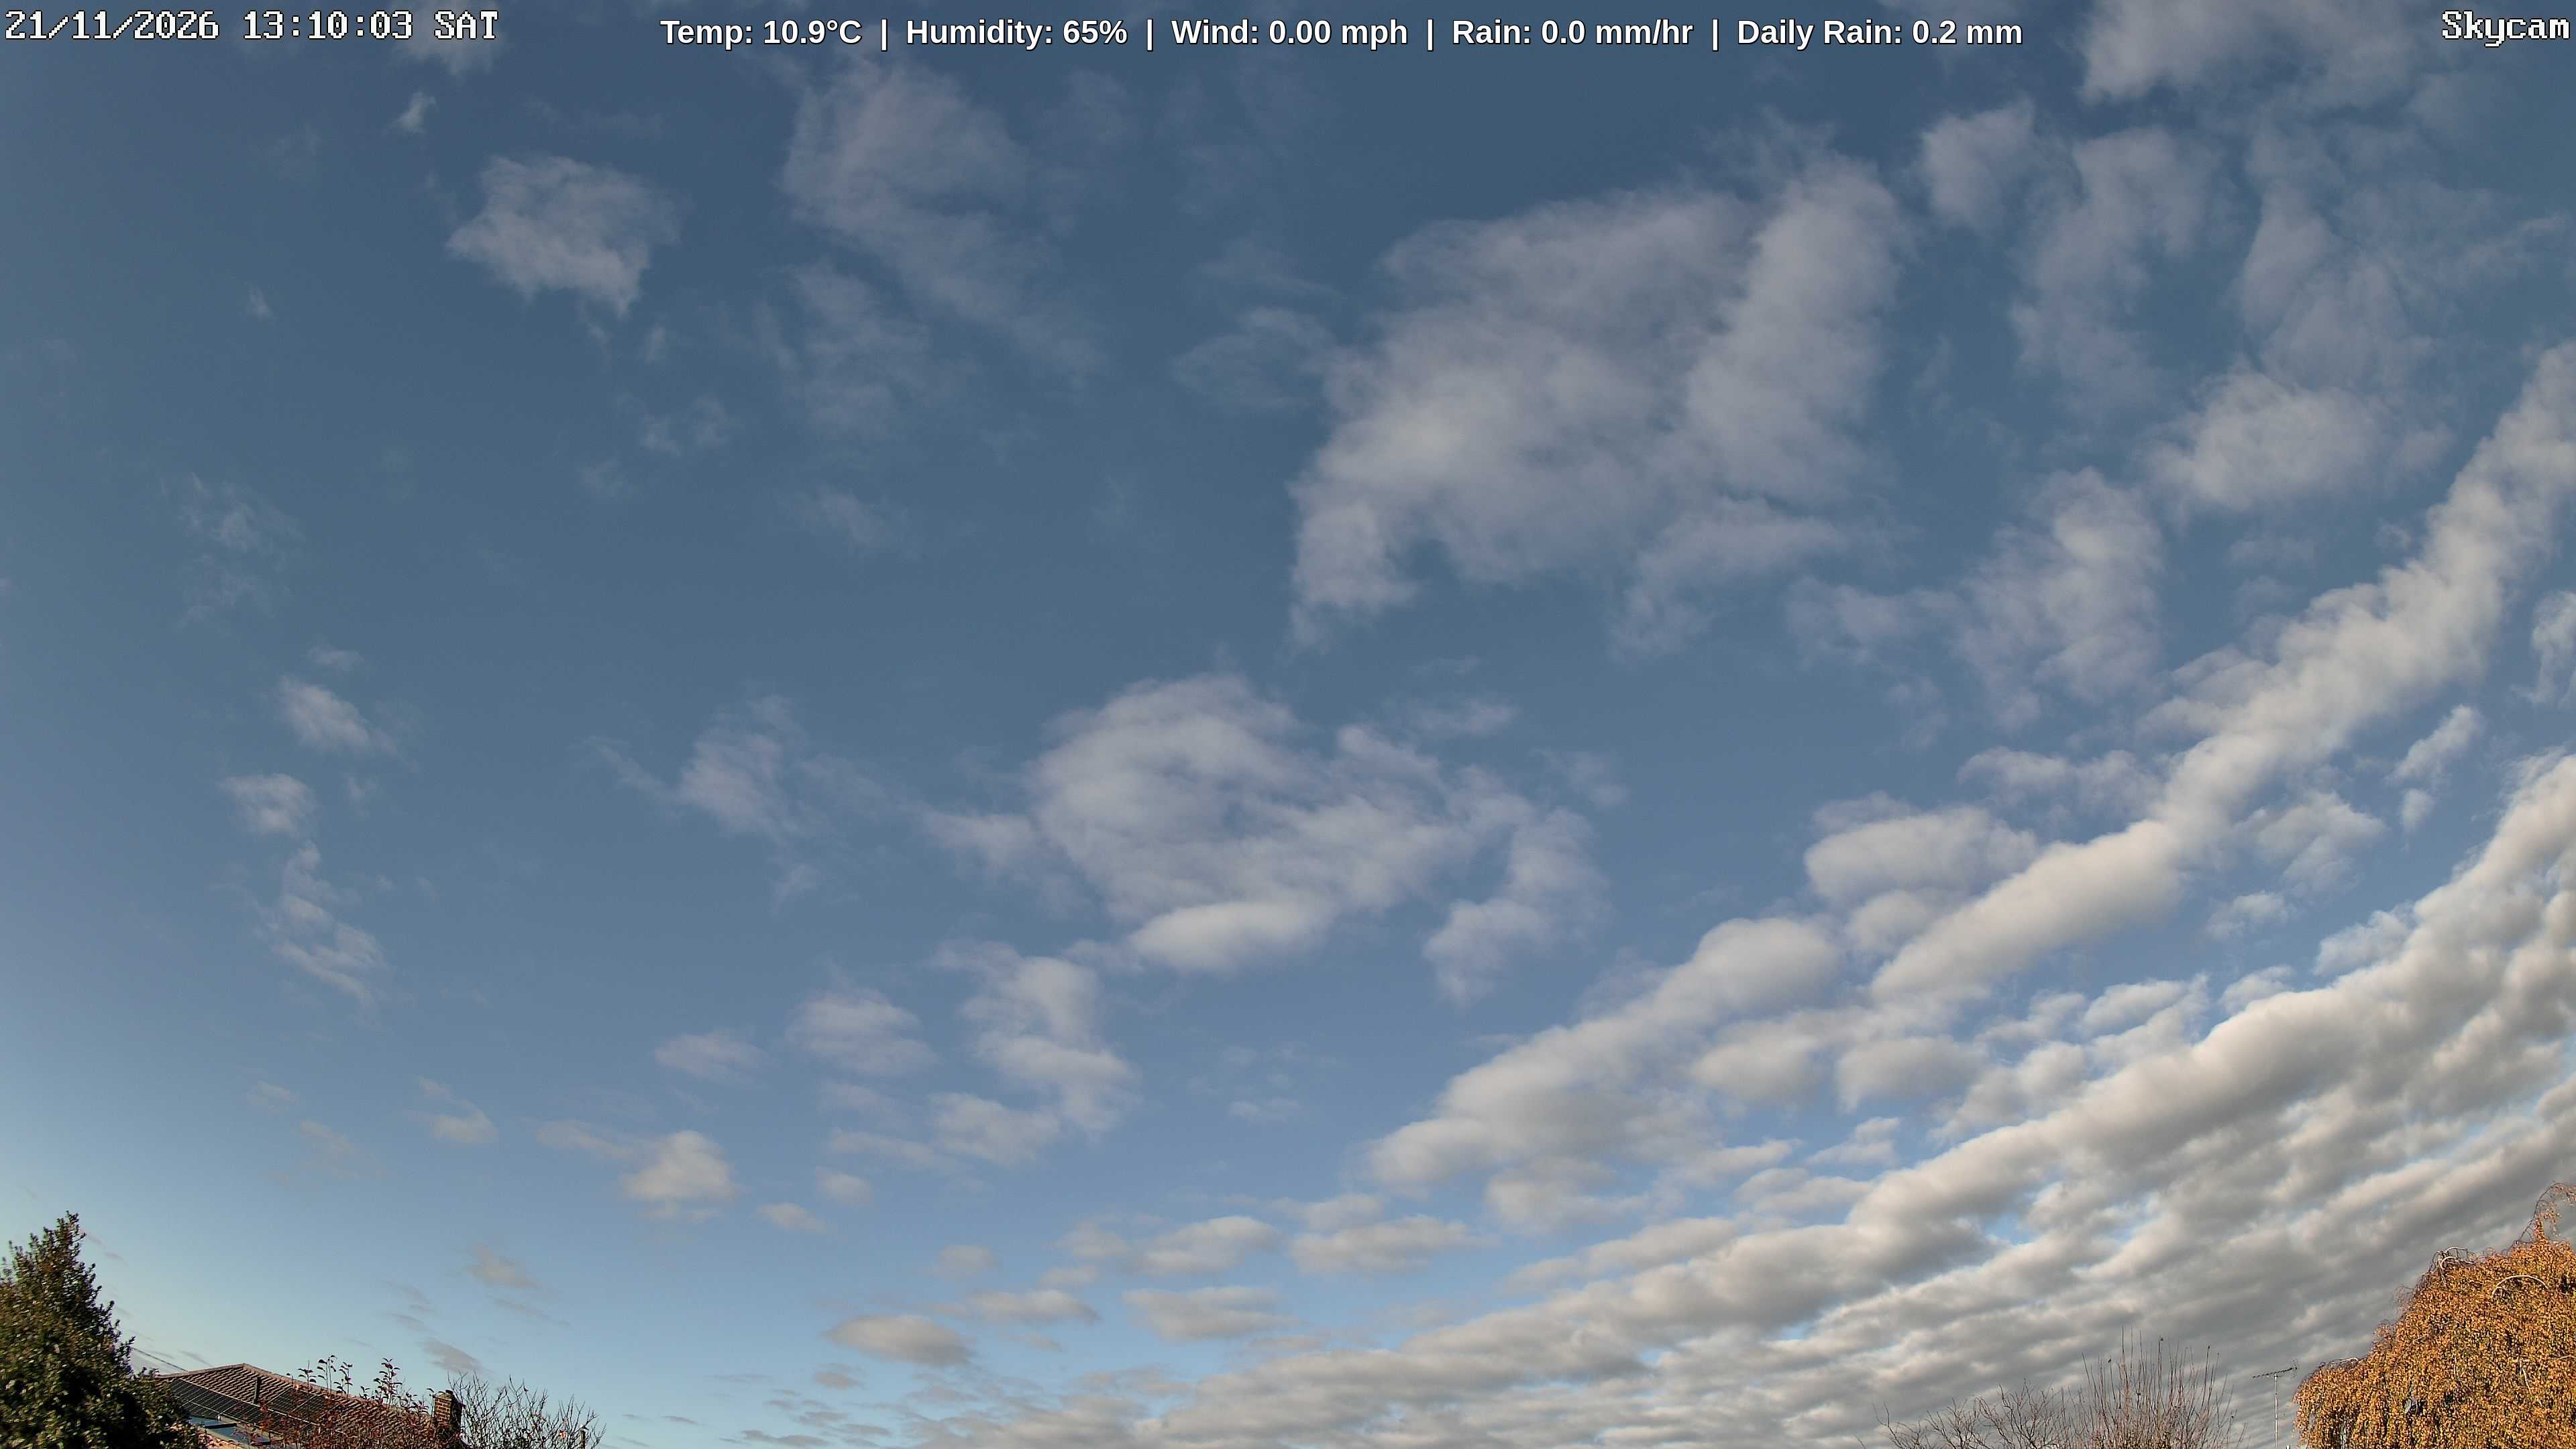 21/11/2026 13:10:03 SAT
Temp: 10.9°C | Humidity: 65% | Wind: 0.00 mph | Rain: 0.0 mm/hr | Daily Rain: 0.2 mm
Skycam